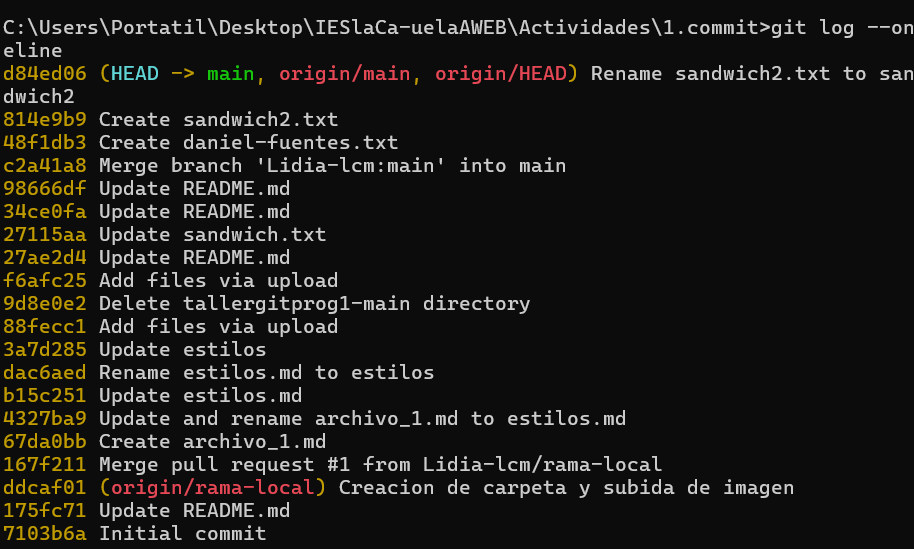 C:\Users\Portatil\Desktop\IESlaCa-uelaAWEB\Actividades\1.commit>git log --on
eline
d84ed06 (HEAD -> main, origin/main, origin/HEAD) Rename sandwich2.txt to san
dwich2
814e9b9 Create sandwich2.txt
48f1db3 Create daniel-fuentes.txt
c2a41a8 Merge branch 'Lidia-lcm:main' into main
98666df Update README.md
34ce0fa Update README.md
27115aa Update sandwich.txt
27ae2d4 Update README.md
f6afc25 Add files via upload
9d8e0e2 Delete tallergitprog1-main directory
88fecc1 Add files via upload
3a7d285 Update estilos
dac6aed Rename estilos.md to estilos
b15c251 Update estilos.md
4327ba9 Update and rename archivo_1.md to estilos.md
67da0bb Create archivo_1.md
167f211 Merge pull request #1 from Lidia-lcm/rama-local
ddcaf01 (origin/rama-local) Creacion de carpeta y subida de imagen
175fc71 Update README.md
7103b6a Initial commit